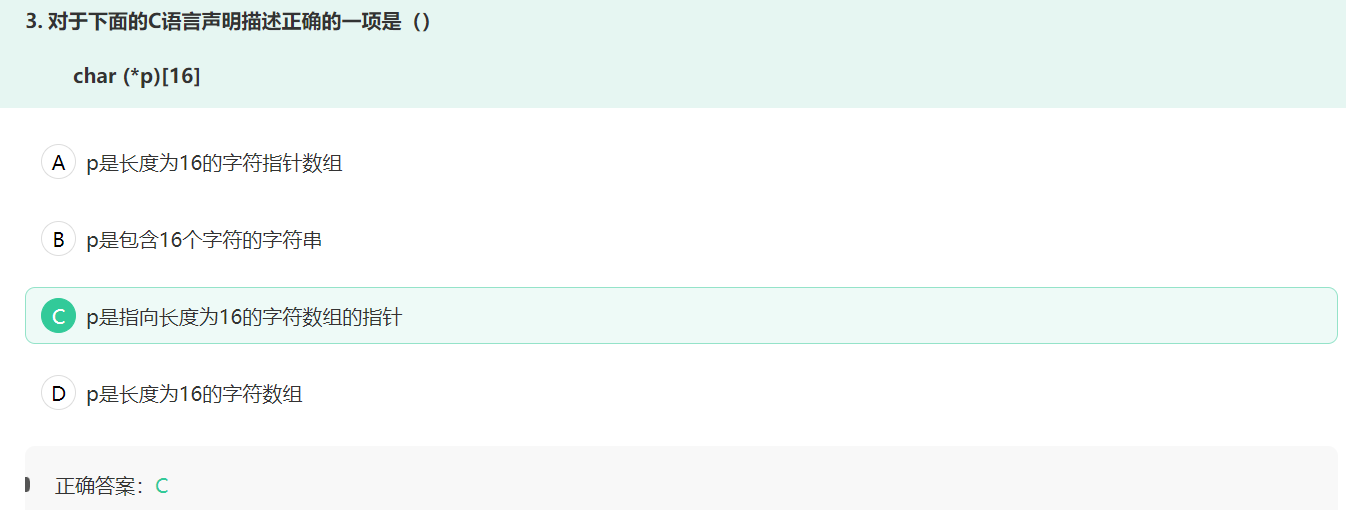 3. 对于下面的C语言声明描述正确的一项是（）
char (*p)[16]
A p是长度为16的字符指针数组
B p是包含16个字符的字符串
C p是指向长度为16的字符数组的指针
D p是长度为16的字符数组
正确答案：C